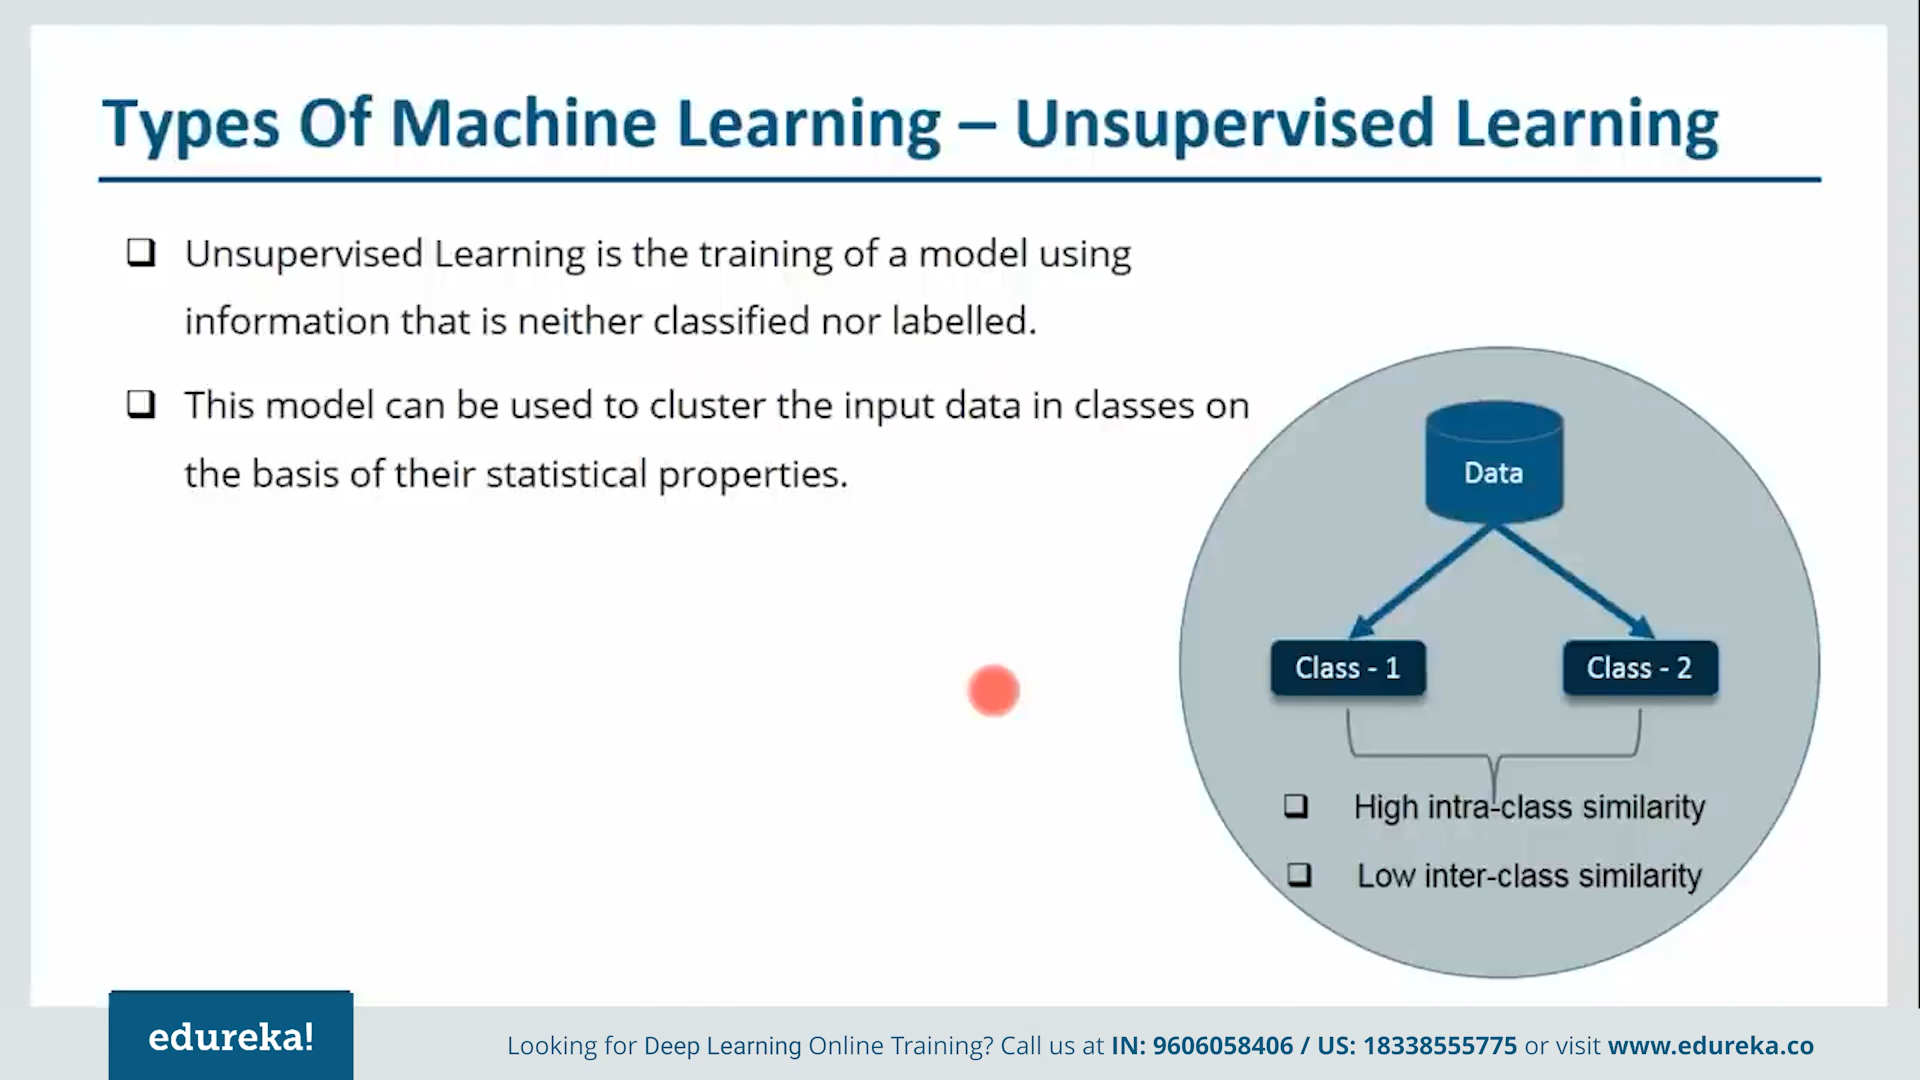 Types Of Machine Learning – Unsupervised Learning
Unsupervised Learning is the training of a model using
information that is neither classified nor labelled.
This model can be used to cluster the input data in classes on
the basis of their statistical properties.
Data
Class - 1
Class - 2
High intra-class similarity
Low inter-class similarity
edureka!
Looking for Deep Learning Online Training? Call us at IN: 9606058406 / US: 18338555775 or visit www.edureka.co